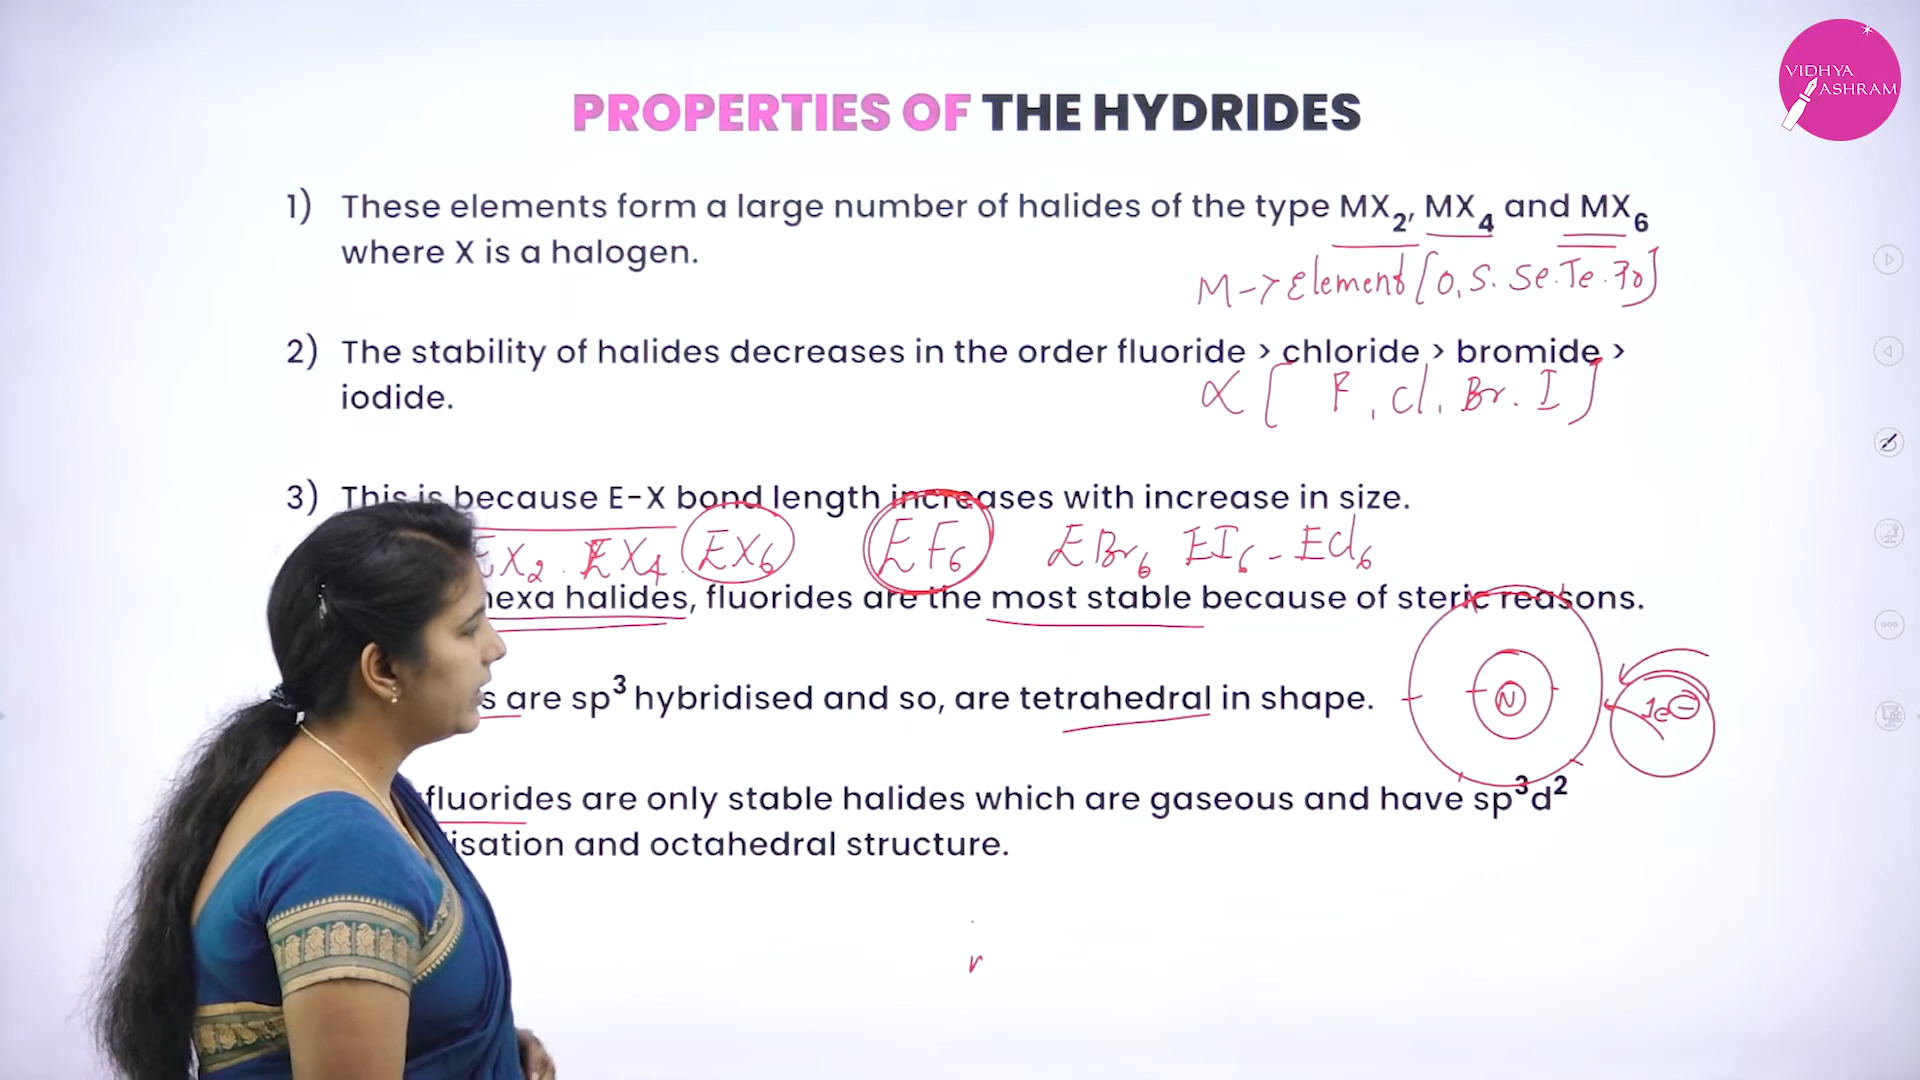 VIDHYA
ASHRAM
PROPERTIES OF THE HYDRIDES
1) These elements form a large number of halides of the type MX₂, MX₄ and MX₆
where X is a halogen.
M → Element [O, S. Se. Te. Po]
2) The stability of halides decreases in the order fluoride > chloride > bromide >
iodide.
X [ F, Cl, Br. I ]
3) This is because E-X bond length increases with increase in size.
EX₂. EX₄. EX₆ EF₆ EBr₆ EI₆ - ECl₆
hexa halides, fluorides are the most stable because of steric reasons.
N
1e⁻
s are sp³ hybridised and so, are tetrahedral in shape.
fluorides are only stable halides which are gaseous and have sp³d²
isation and octahedral structure.